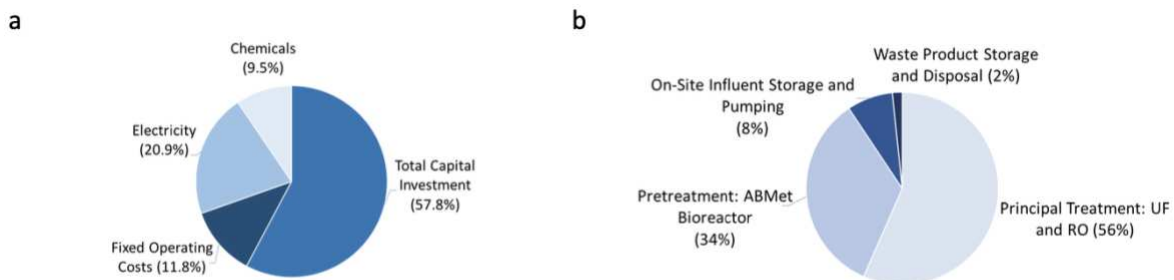 a
Chemicals
(9.5%)
Electricity
(20.9%)
Total Capital
Investment
(57.8%)
Fixed Operating
Costs (11.8%)
b
Waste Product Storage
and Disposal (2%)
On-Site Influent Storage and
Pumping
(8%)
Pretreatment: ABMet
Bioreactor
(34%)
Principal Treatment: UF
and RO (56%)